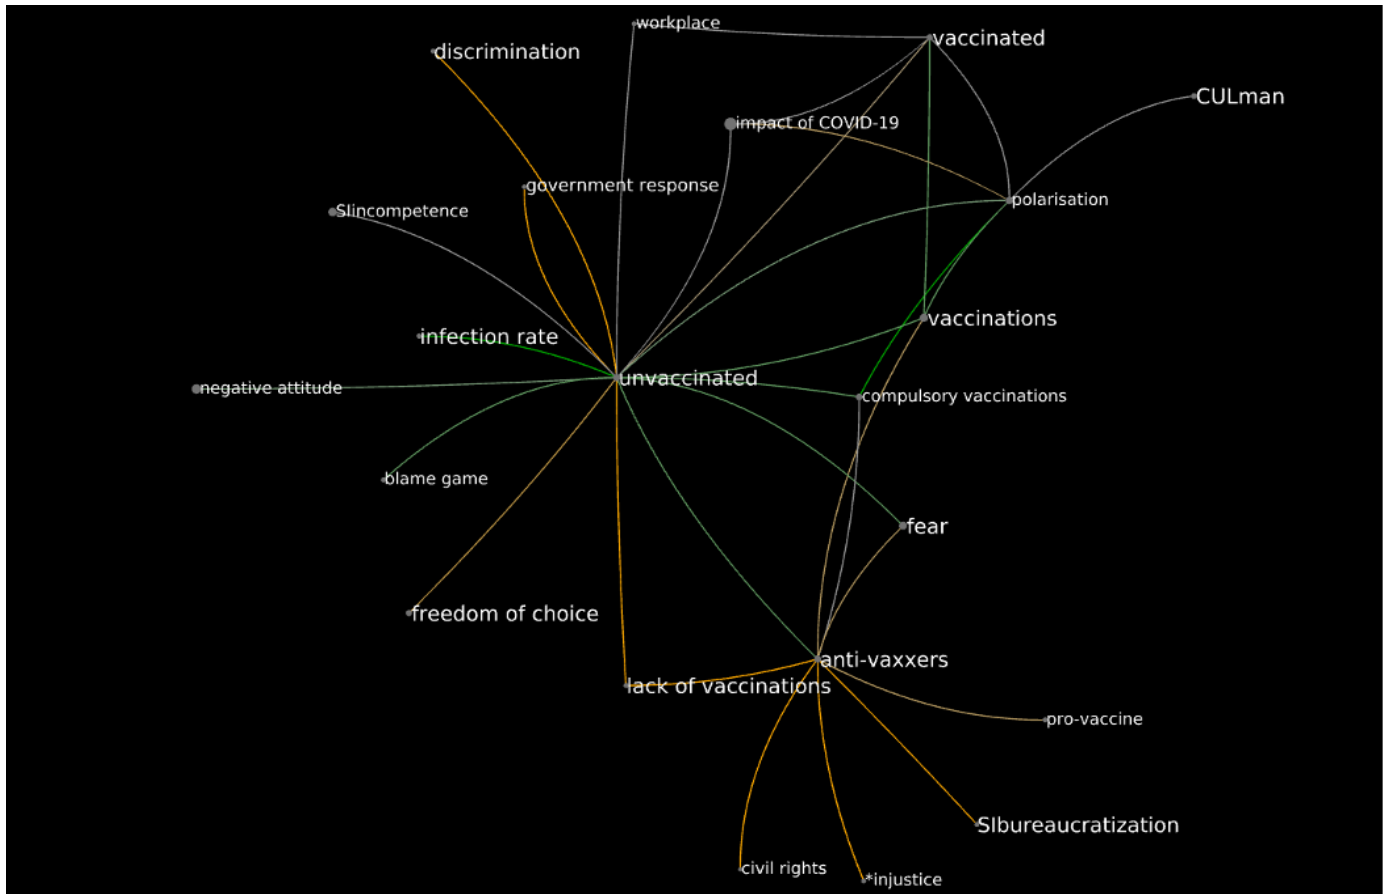 workplace
vaccinated
discrimination
CULman
impact of COVID-19
government response
polarisation
SIincompetence
vaccinations
infection rate
unvaccinated
negative attitude
compulsory vaccinations
blame game
fear
freedom of choice
anti-vaxxers
lack of vaccinations
pro-vaccine
SIbureaucratization
civil rights
*injustice